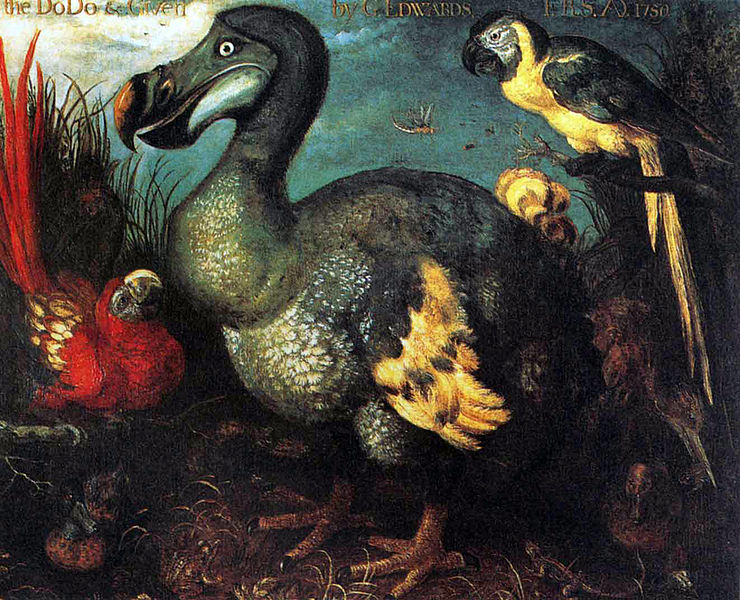 the DoDo & Given by G. EDWARDS, F. R. S. A.D. 1759